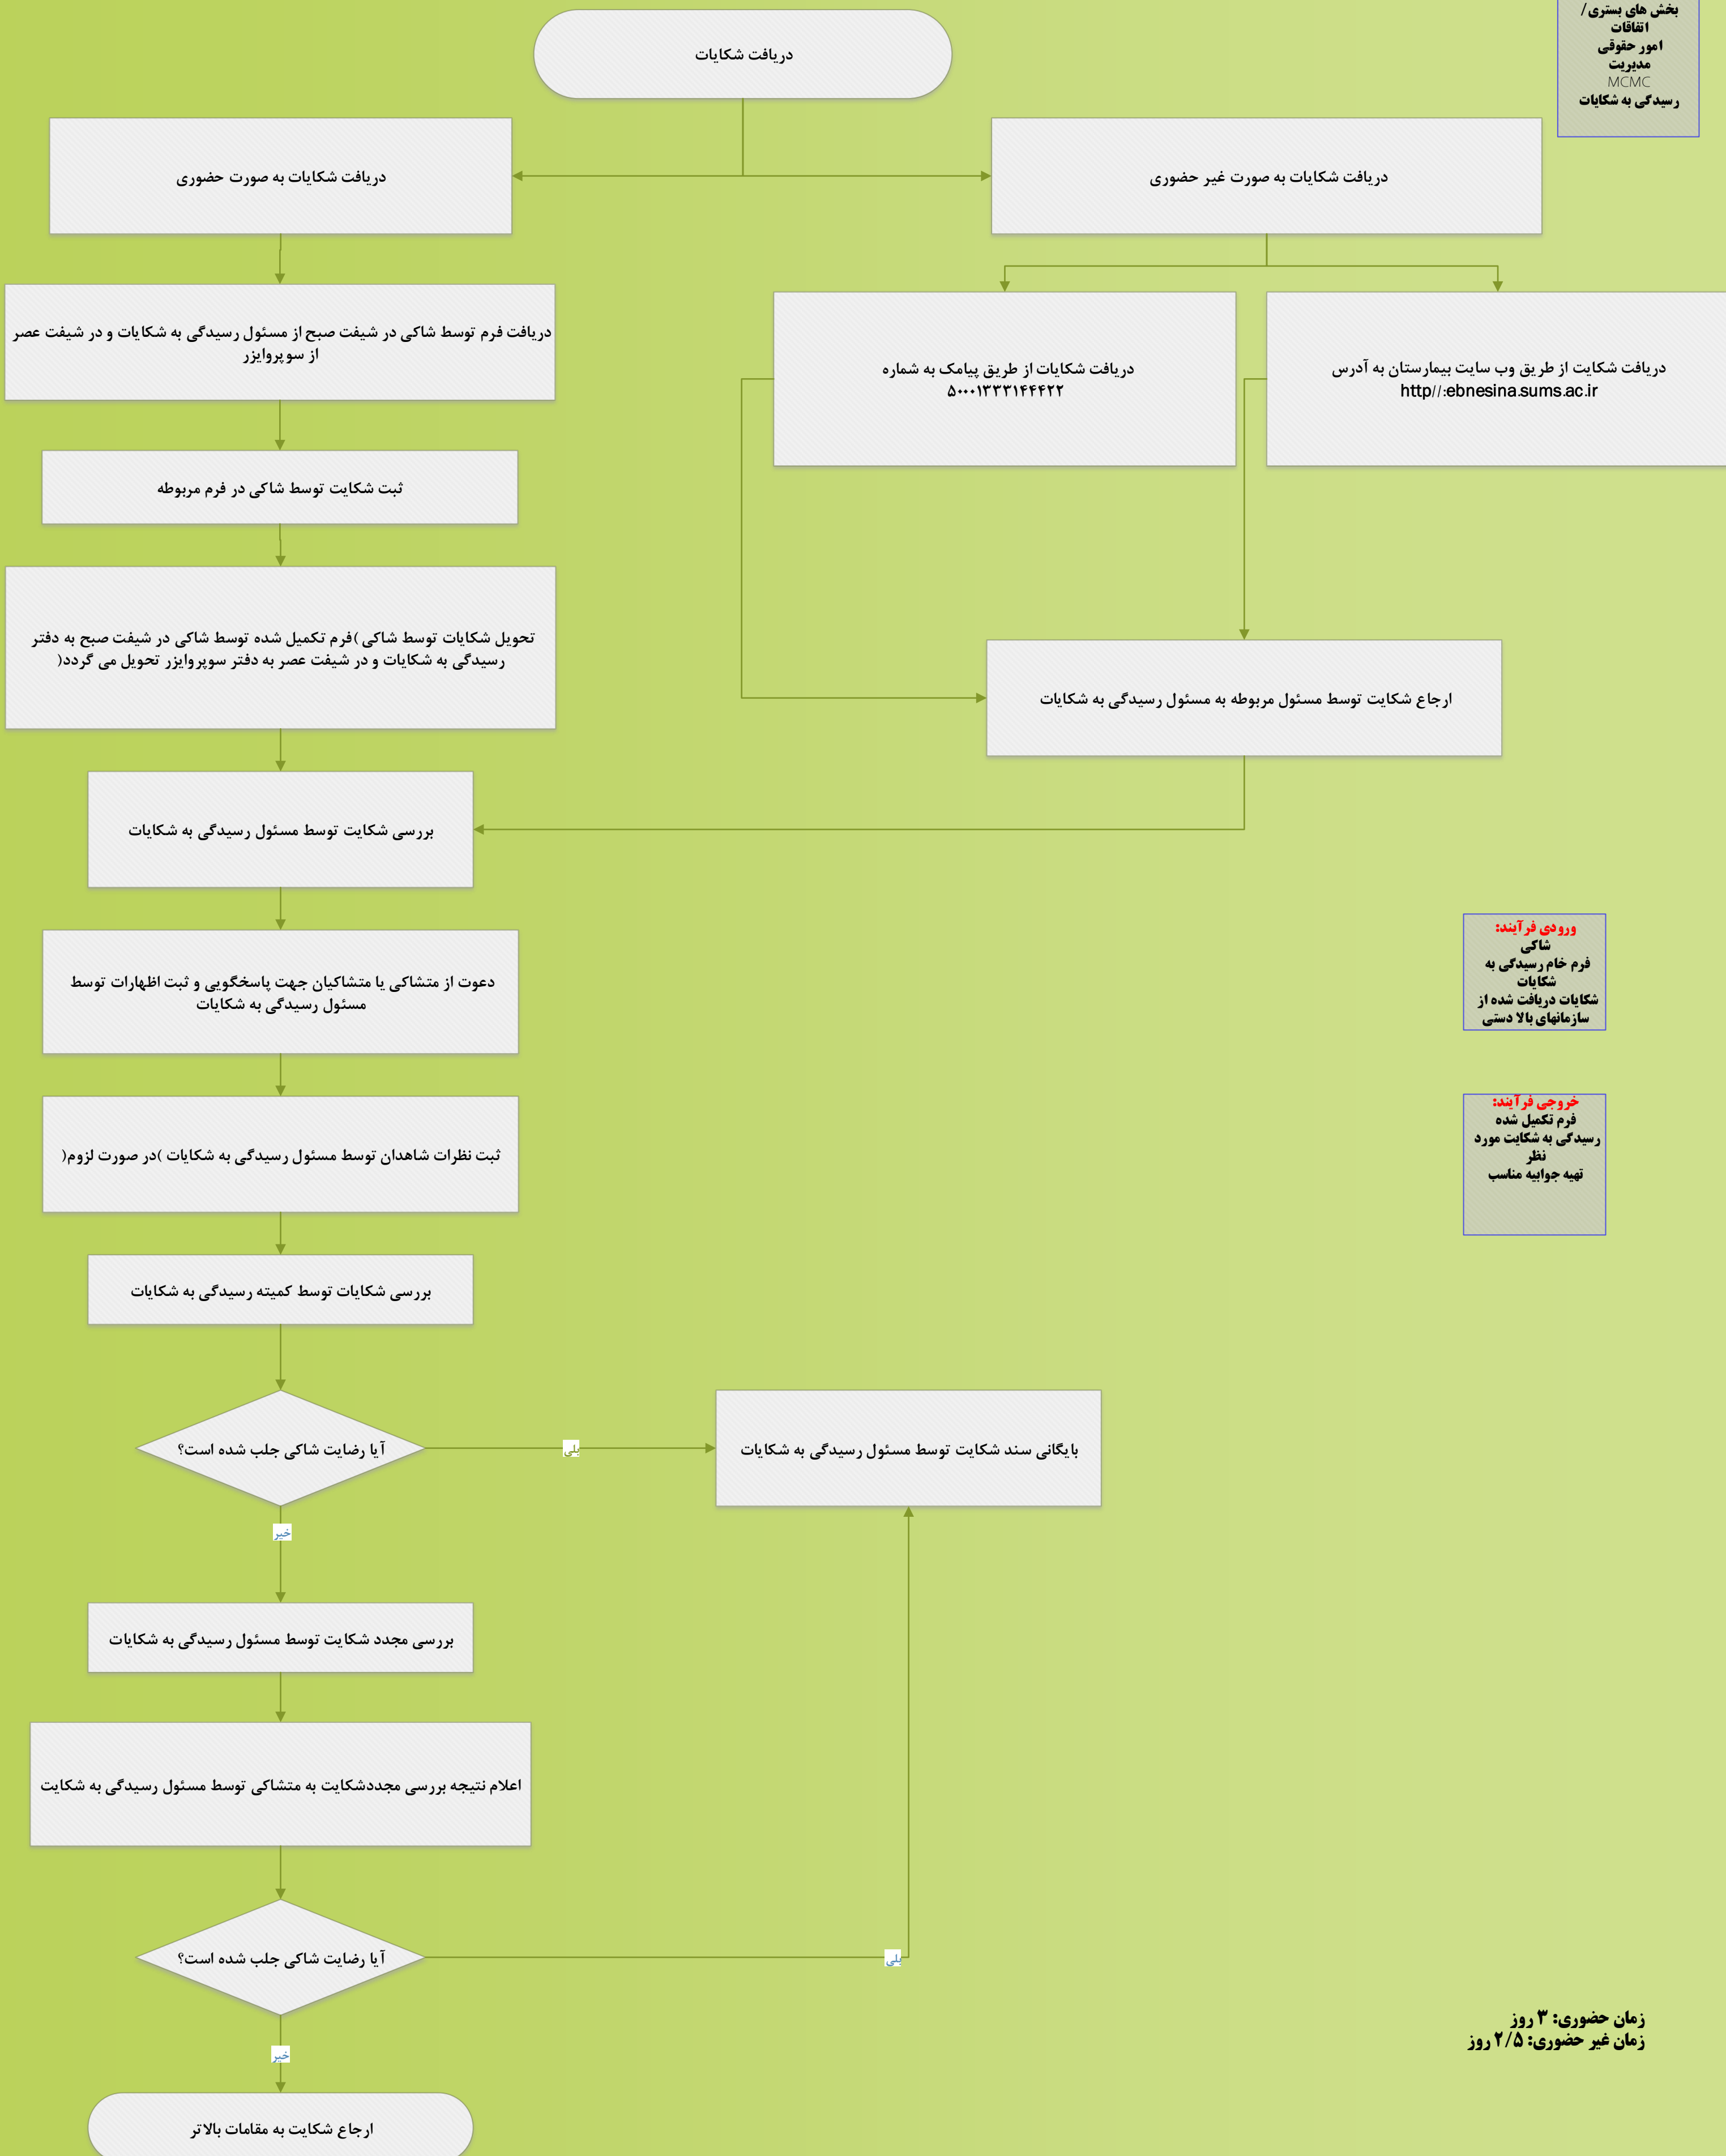 بخش های بستری/
اتفاقات
امور حقوقی
مدیریت
MCMC
رسیدگی به شکایات
دریافت شکایات
دریافت شکایات به صورت غیر حضوری
دریافت شکایات به صورت حضوری
دریافت شکایت از طریق وب سایت بیمارستان به آدرس
http//:ebnesina.sums.ac.ir
دریافت شکایات از طریق پیامک به شماره
۵۰۰۰۱۳۳۳۱۴۴۴۲۲
دریافت فرم توسط شاکی در شیفت صبح از مسئول رسیدگی به شکایات و در شیفت عصر
از سوپروایزر
ثبت شکایت توسط شاکی در فرم مربوطه
تحویل شکایات توسط شاکی )فرم تکمیل شده توسط شاکی در شیفت صبح به دفتر
رسیدگی به شکایات و در شیفت عصر به دفتر سوپروایزر تحویل می گردد(
ارجاع شکایت توسط مسئول مربوطه به مسئول رسیدگی به شکایات
بررسی شکایت توسط مسئول رسیدگی به شکایات
دعوت از متشاکی یا متشاکیان جهت پاسخگویی و ثبت اظهارات توسط
مسئول رسیدگی به شکایات
ورودی فرآیند:
شاکی
فرم خام رسیدگی به
شکایات
شکایات دریافت شده از
سازمانهای بالا دستی
ثبت نظرات شاهدان توسط مسئول رسیدگی به شکایات )در صورت لزوم(
خروجی فرآیند:
فرم تکمیل شده
رسیدگی به شکایت مورد
نظر
تهیه جوابیه مناسب
بررسی شکایات توسط کمیته رسیدگی به شکایات
آیا رضایت شاکی جلب شده است؟
بلی
بایگانی سند شکایت توسط مسئول رسیدگی به شکایات
خیر
بررسی مجدد شکایت توسط مسئول رسیدگی به شکایات
اعلام نتیجه بررسی مجددشکایت به متشاکی توسط مسئول رسیدگی به شکایت
آیا رضایت شاکی جلب شده است؟
بلی
خیر
ارجاع شکایت به مقامات بالاتر
زمان حضوری: ۳ روز
زمان غیر حضوری: ۲/۵ روز